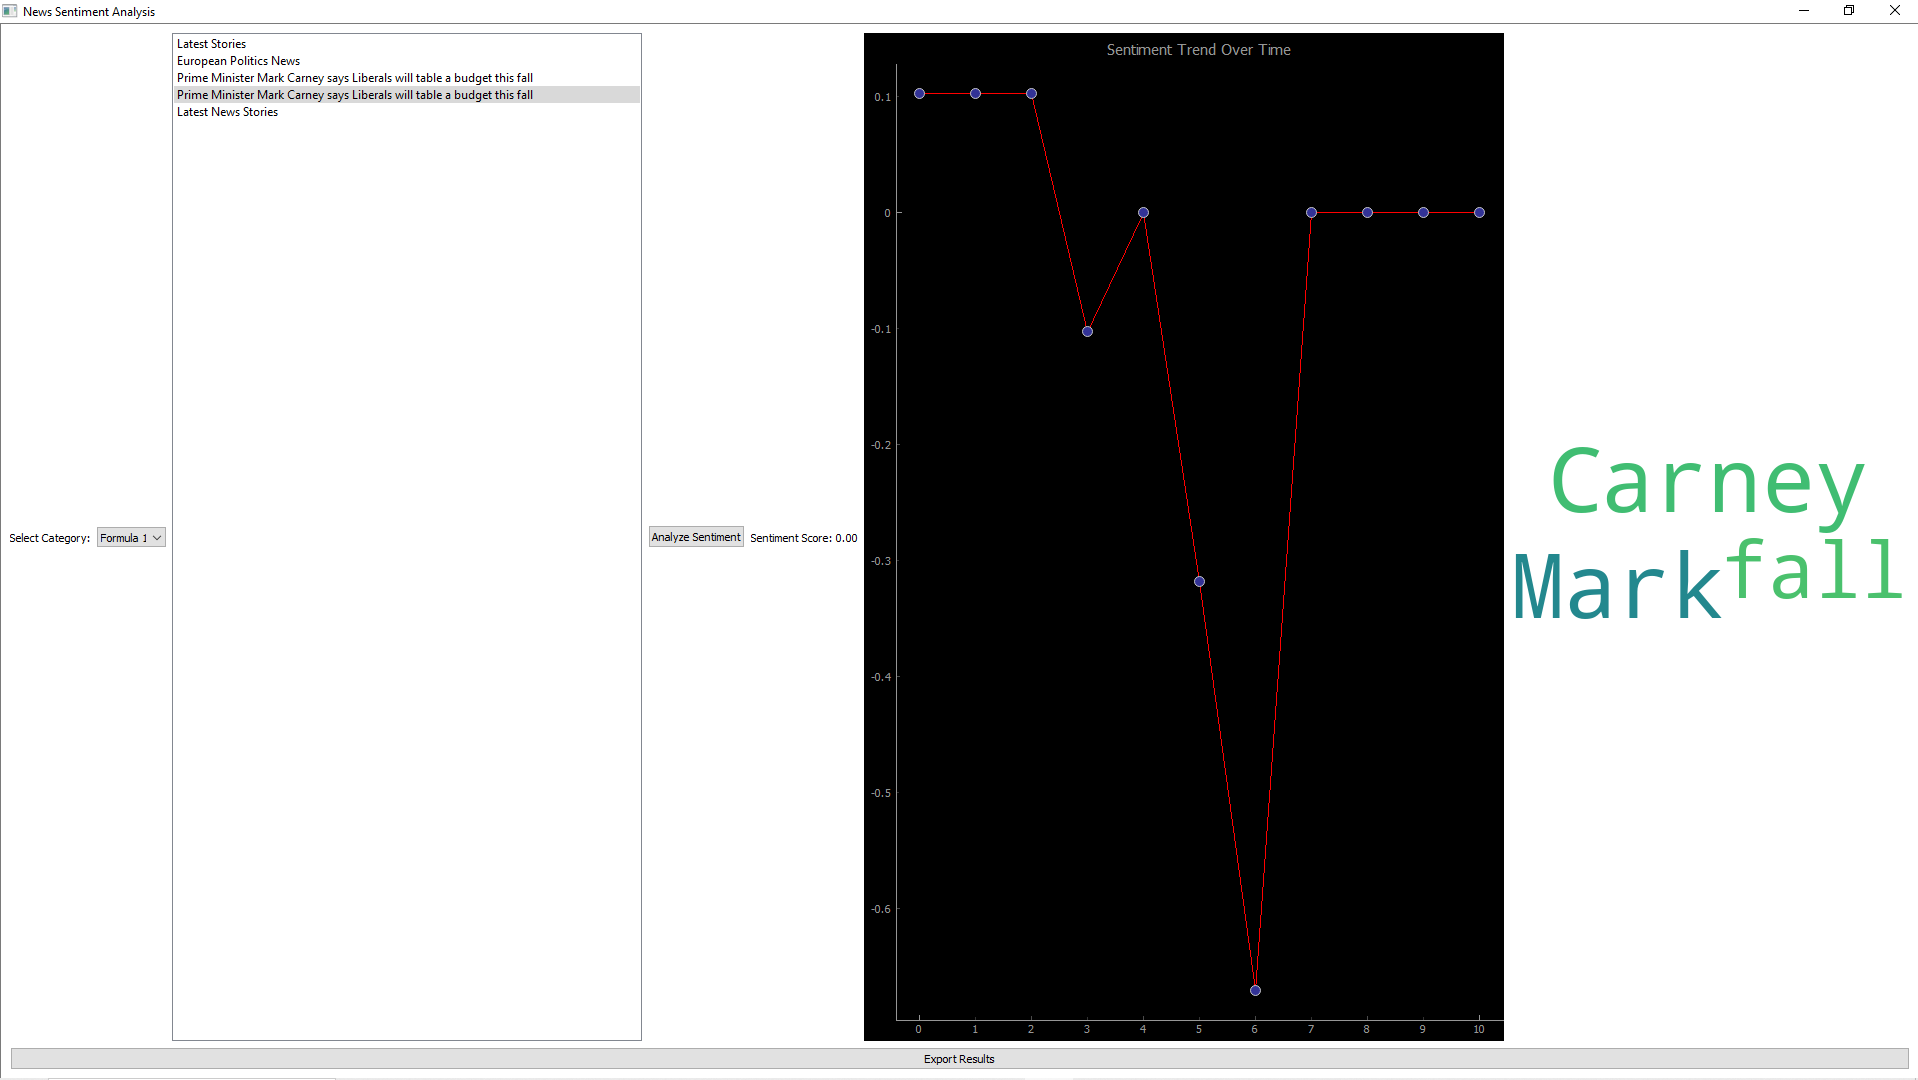 News Sentiment Analysis
Select Category:
Formula 1
Latest Stories
European Politics News
Prime Minister Mark Carney says Liberals will table a budget this fall
Prime Minister Mark Carney says Liberals will table a budget this fall
Latest News Stories
Analyze Sentiment
Sentiment Score: 0.00
Sentiment Trend Over Time
0.1
0
-0.1
-0.2
-0.3
-0.4
-0.5
-0.6
0 1 2 3 4 5 6 7 8 9 10
Carney
Mark fall
Export Results